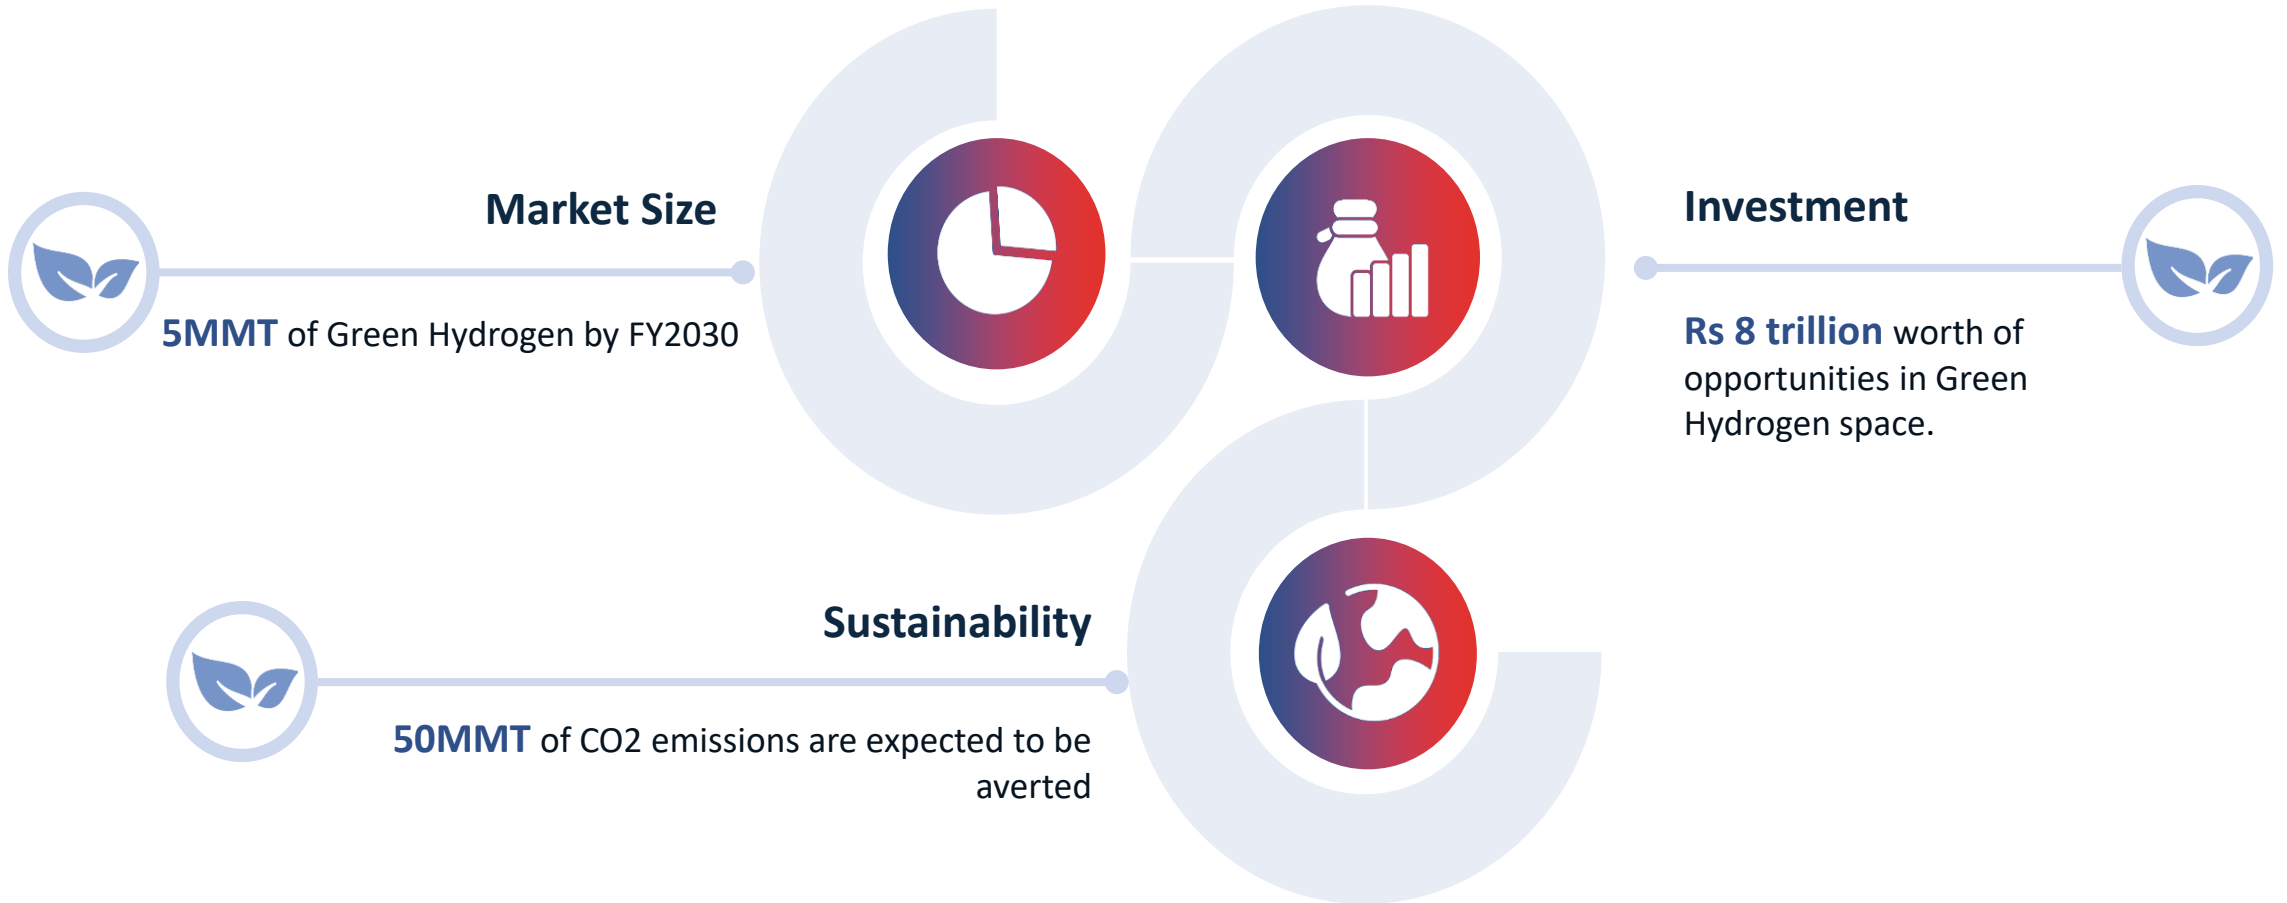 Market Size
5MMT of Green Hydrogen by FY2030
Investment
Rs 8 trillion worth of
opportunities in Green
Hydrogen space.
Sustainability
50MMT of CO2 emissions are expected to be
averted